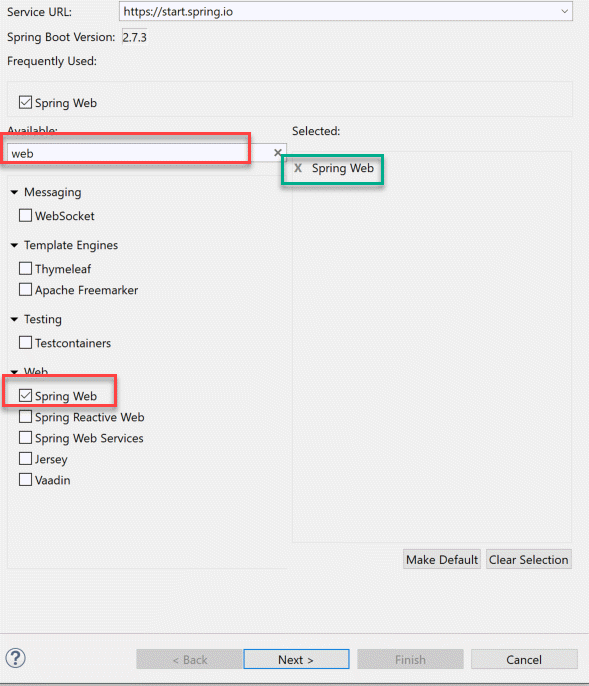 Service URL: https://start.spring.io
Spring Boot Version: 2.7.3
Frequently Used:
Spring Web
Available:
Selected:
web
X Spring Web
Messaging
WebSocket
Template Engines
Thymeleaf
Apache Freemarker
Testing
Testcontainers
Web
Spring Web
Spring Reactive Web
Spring Web Services
Jersey
Vaadin
Make Default Clear Selection
? < Back Next > Finish Cancel